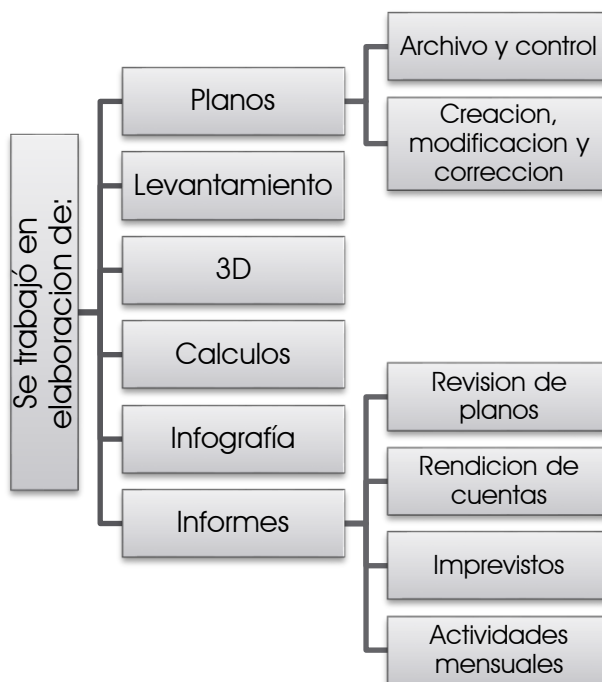 Se trabajó en
elaboracion de:
Planos
Archivo y control
Creacion,
modificacion y
correccion
Levantamiento
3D
Calculos
Infografía
Informes
Revision de
planos
Rendicion de
cuentas
Imprevistos
Actividades
mensuales